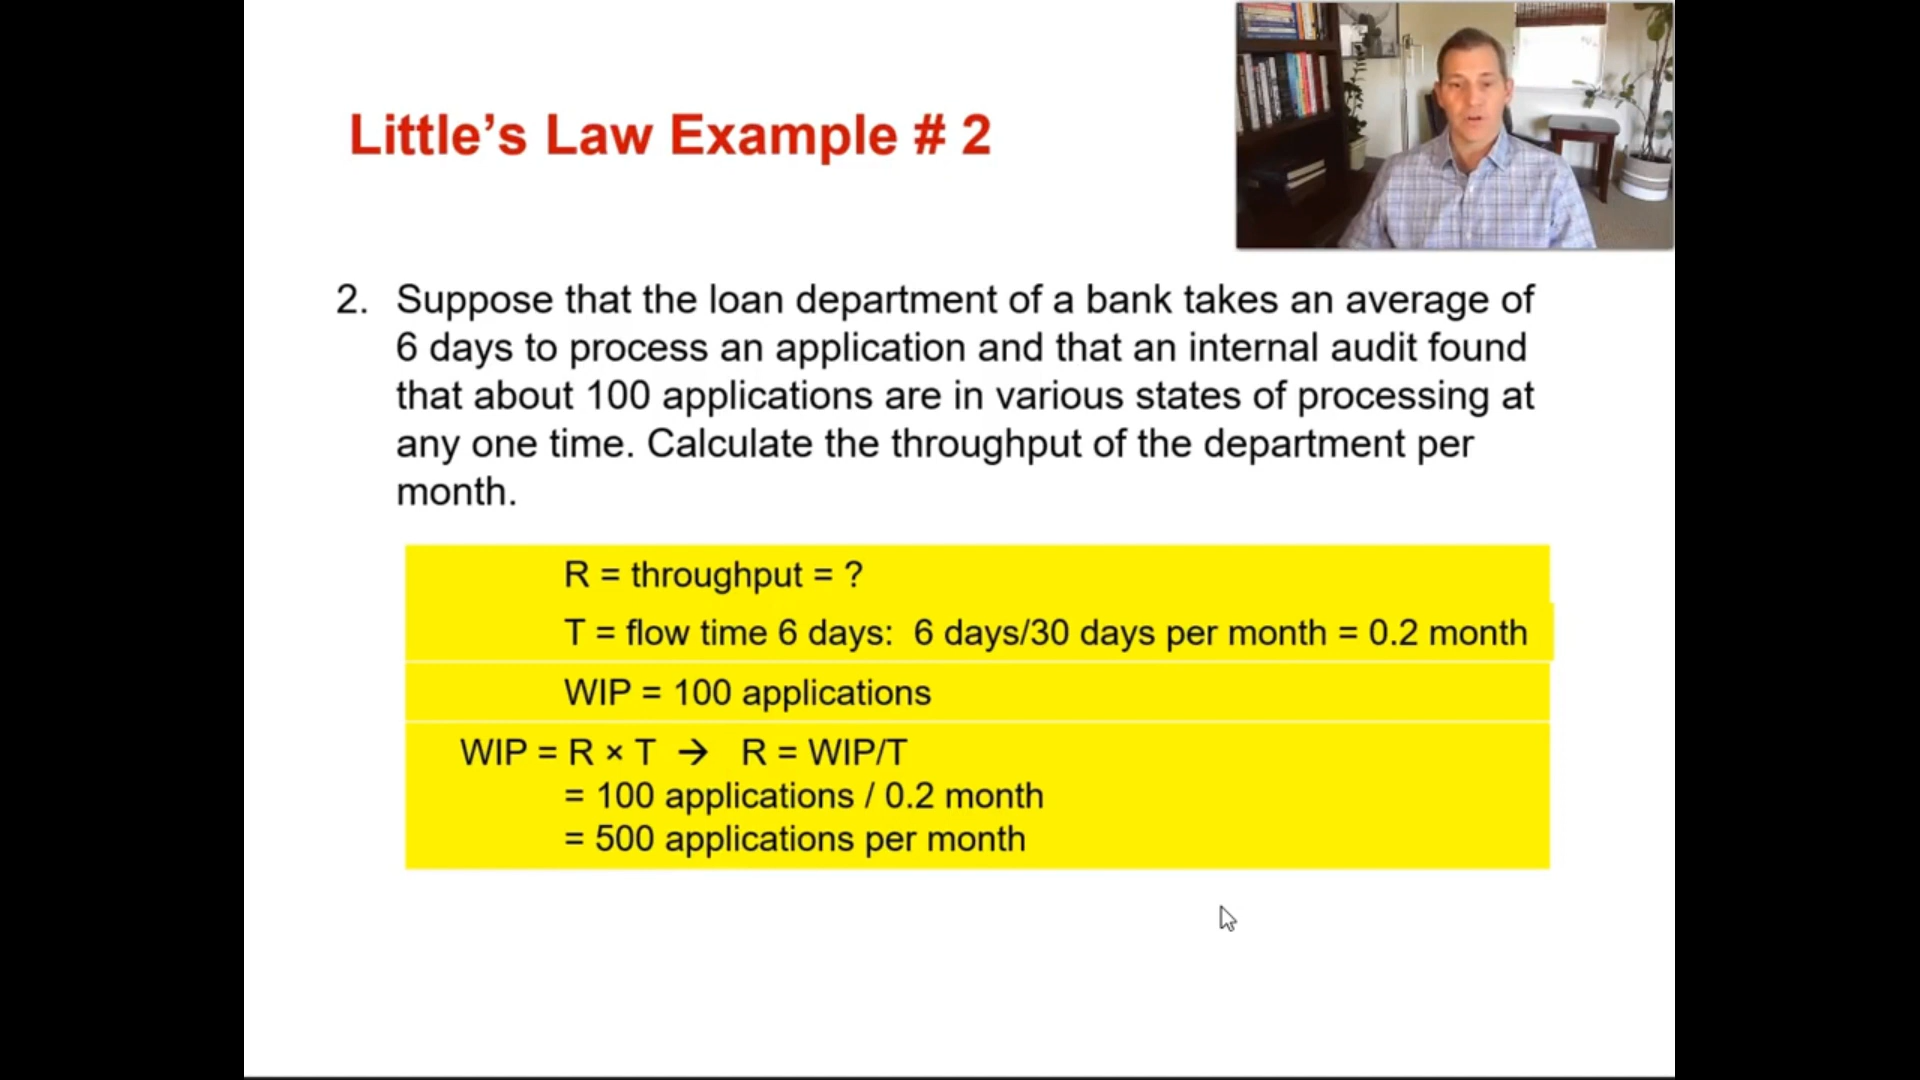 Little’s Law Example # 2
2. Suppose that the loan department of a bank takes an average of
6 days to process an application and that an internal audit found
that about 100 applications are in various states of processing at
any one time. Calculate the throughput of the department per
month.
R = throughput = ?
T = flow time 6 days:  6 days/30 days per month = 0.2 month
WIP = 100 applications
WIP = R × T → R = WIP/T
= 100 applications / 0.2 month
= 500 applications per month